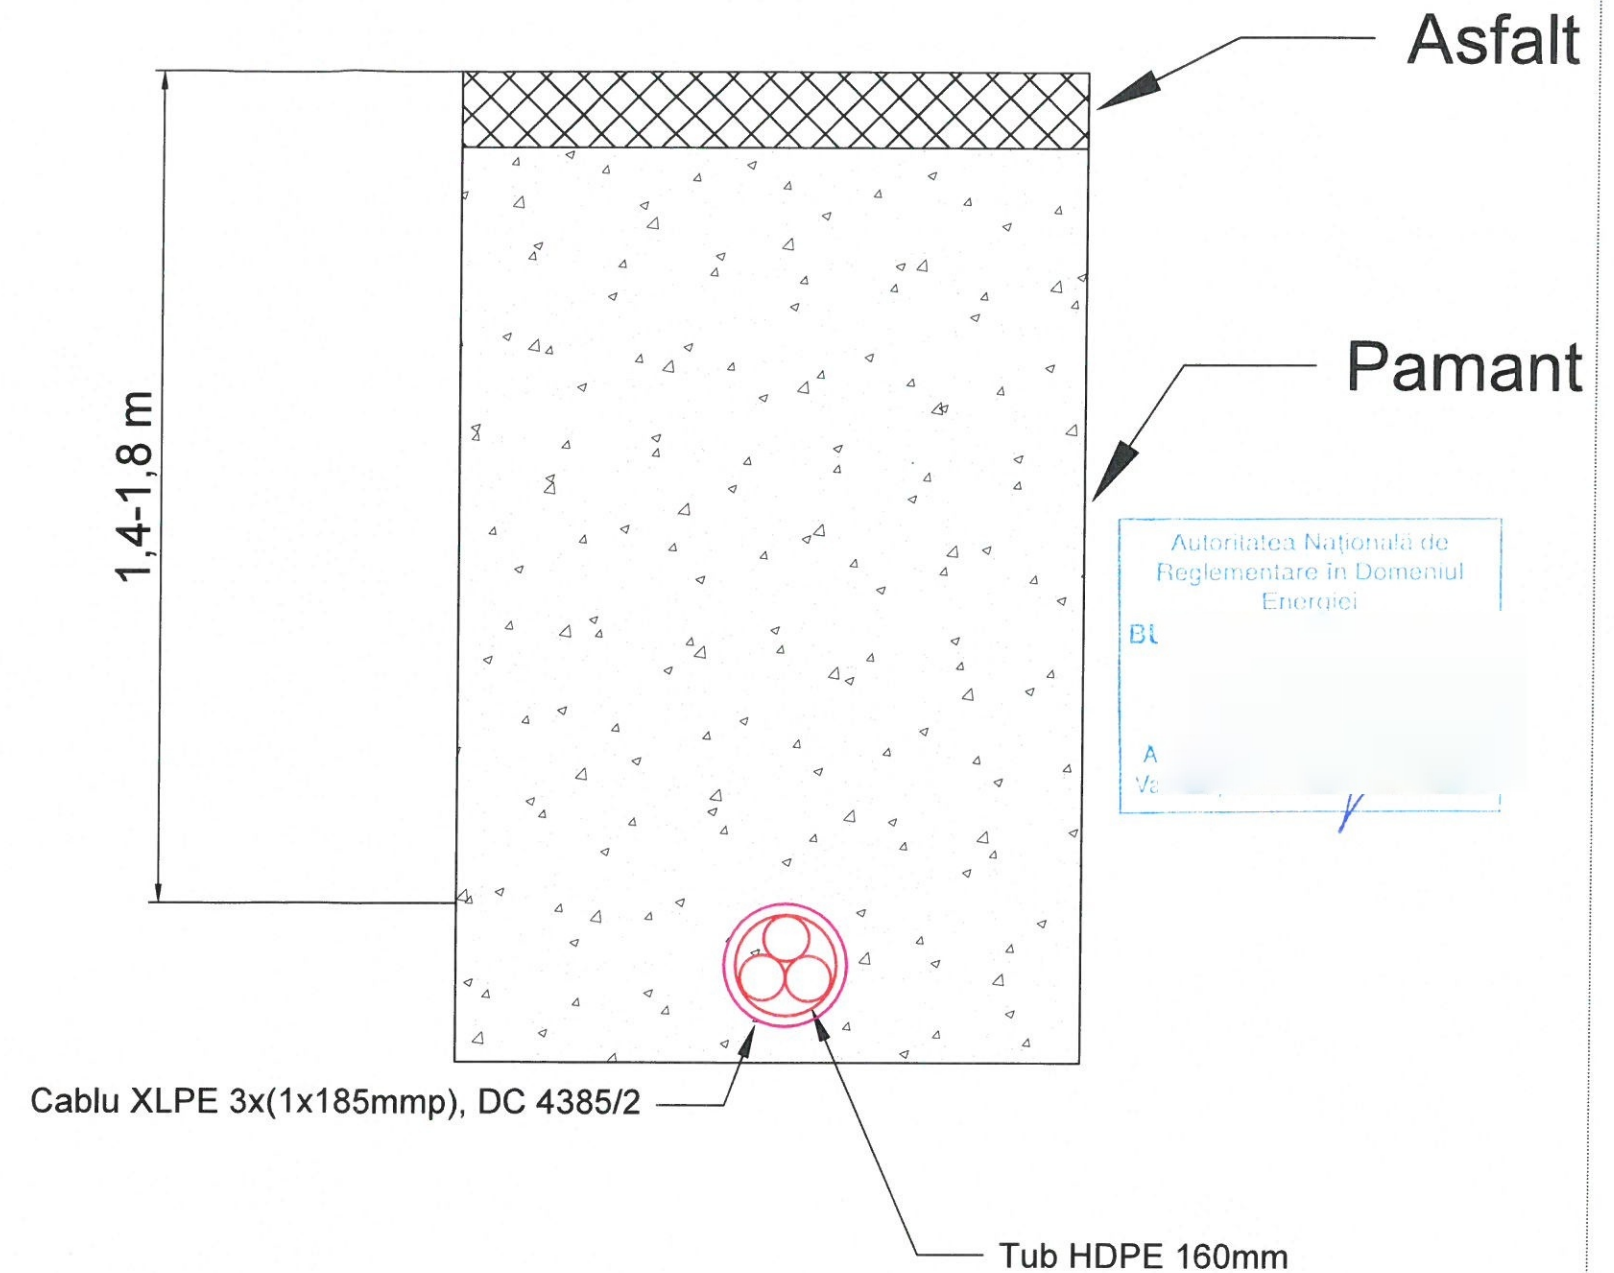 Asfalt
Pamant
1,4-1,8 m
Autoritatea Națională de
Reglementare în Domeniul
Energiei
Cablu XLPE 3x(1x185mmp), DC 4385/2
Tub HDPE 160mm